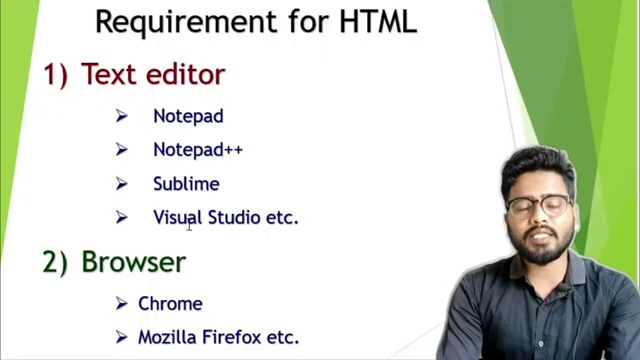 Requirement for HTML
1) Text editor
➢ Notepad
➢ Notepad++
➢ Sublime
➢ Visual Studio etc.
2) Browser
➢ Chrome
➢ Mozilla Firefox etc.